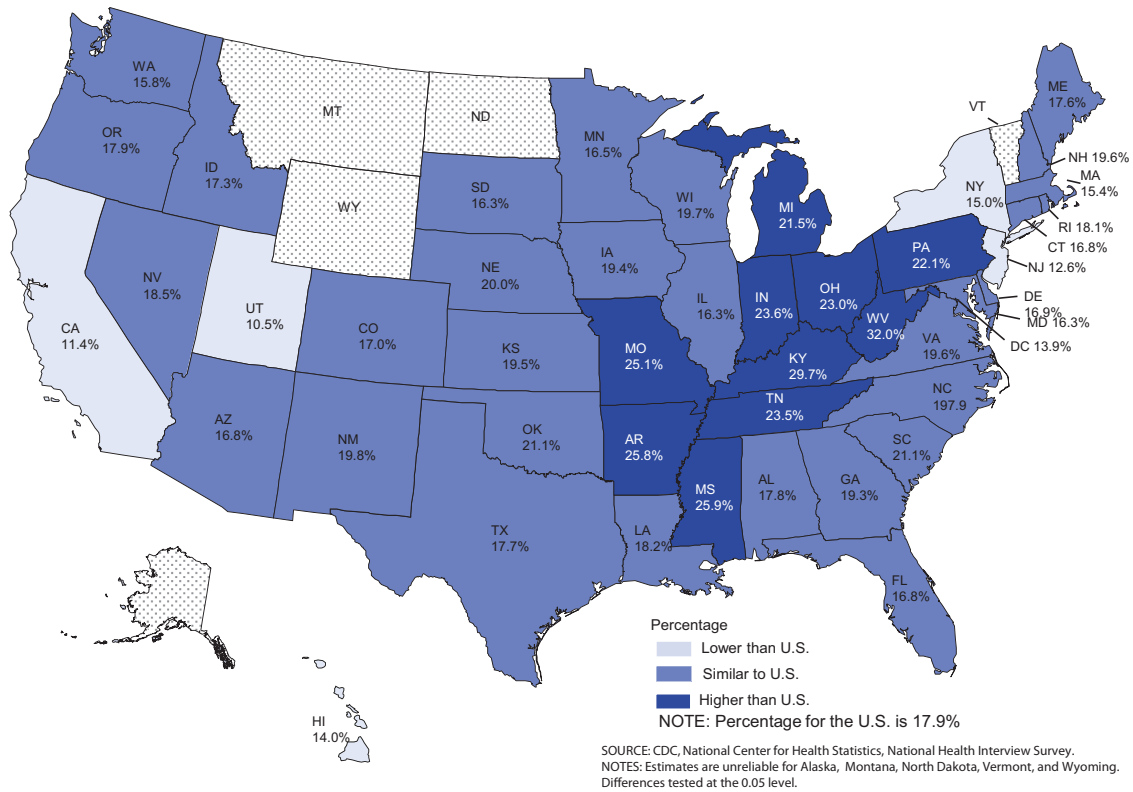 WA
15.8%
MT
ND
MN
16.5%
VT
ME
17.6%
OR
17.9%
ID
17.3%
SD
16.3%
WI
19.7%
MI
21.5%
NY
15.0%
NH 19.6%
MA
15.4%
RI 18.1%
CT 16.8%
NJ 12.6%
WY
IA
19.4%
NE
20.0%
PA
22.1%
NV
18.5%
UT
10.5%
CA
11.4%
CO
17.0%
KS
19.5%
MO
25.1%
IL
16.3%
IN
23.6%
OH
23.0%
WV
32.0%
DE
16.9%
MD 16.3%
DC 13.9%
VA
19.6%
KY
29.7%
TN
23.5%
NC
197.9
AZ
16.8%
NM
19.8%
OK
21.1%
AR
25.8%
SC
21.1%
MS
25.9%
AL
17.8%
GA
19.3%
TX
17.7%
LA
18.2%
FL
16.8%
HI
14.0%
Percentage
Lower than U.S.
Similar to U.S.
Higher than U.S.
NOTE: Percentage for the U.S. is 17.9%
SOURCE: CDC, National Center for Health Statistics, National Health Interview Survey.
NOTES: Estimates are unreliable for Alaska, Montana, North Dakota, Vermont, and Wyoming.
Differences tested at the 0.05 level.